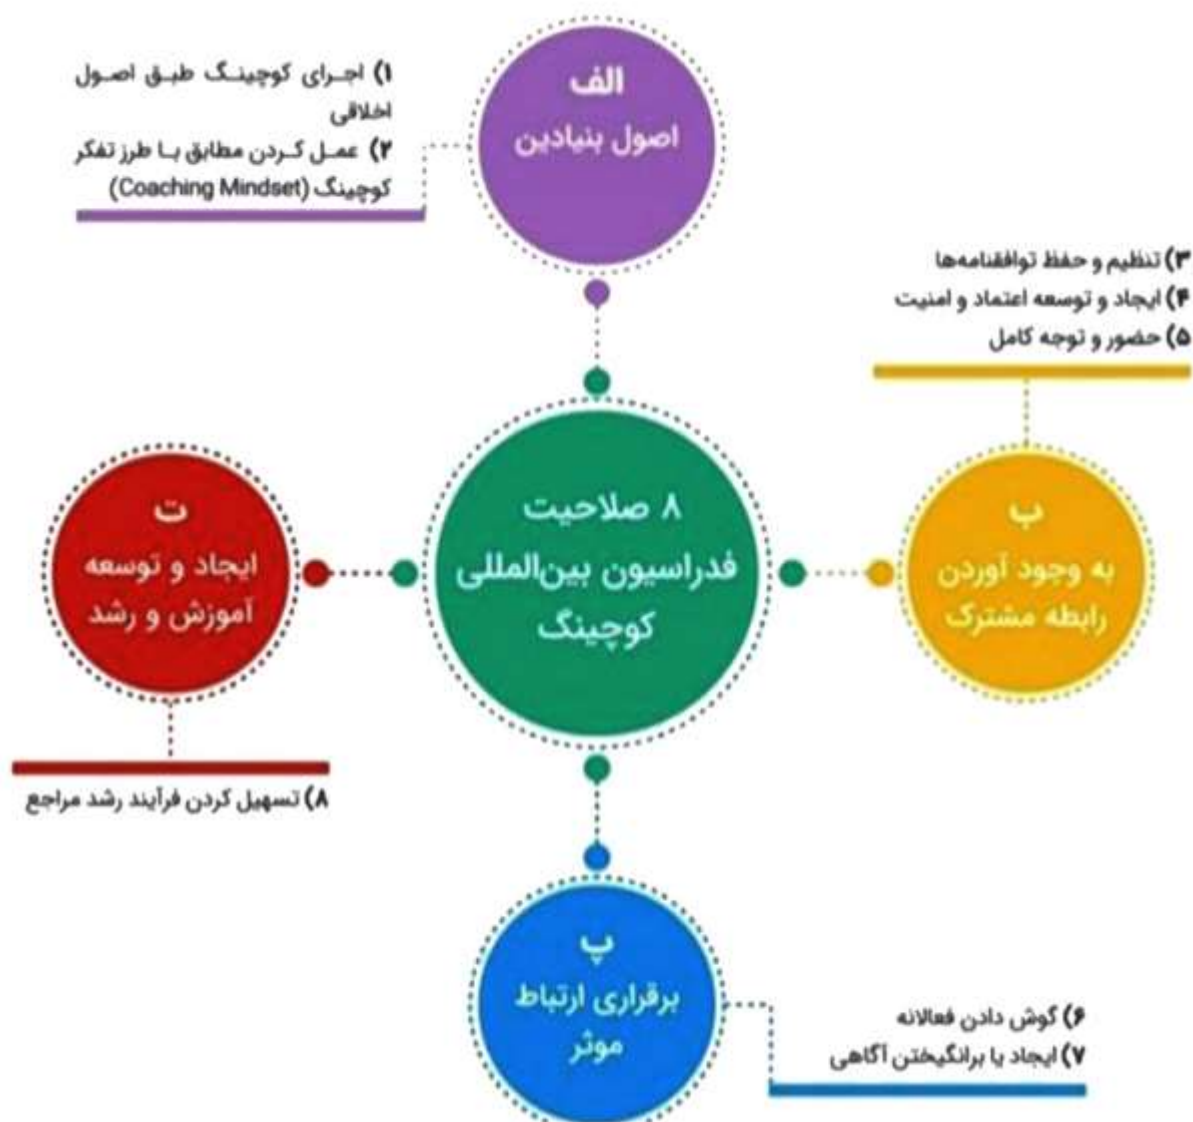 الف
اصول بنیادین
۱) اجرای کوچینگ طبق اصول
اخلاقی
۲) عمل کردن مطابق با طرز تفکر
کوچینگ (Coaching Mindset)
۳) تنظیم و حفظ توافقنامه‌ها
۴) ایجاد و توسعه اعتماد و امنیت
۵) حضور و توجه کامل
ب
به وجود آوردن
رابطه مشترک
۸ صلاحیت
فدراسیون بین‌المللی
کوچینگ
ت
ایجاد و توسعه
آموزش و رشد
۸) تسهیل کردن فرآیند رشد مراجع
پ
برقراری ارتباط
موثر
۶) گوش دادن فعالانه
۷) ایجاد یا برانگیختن آگاهی